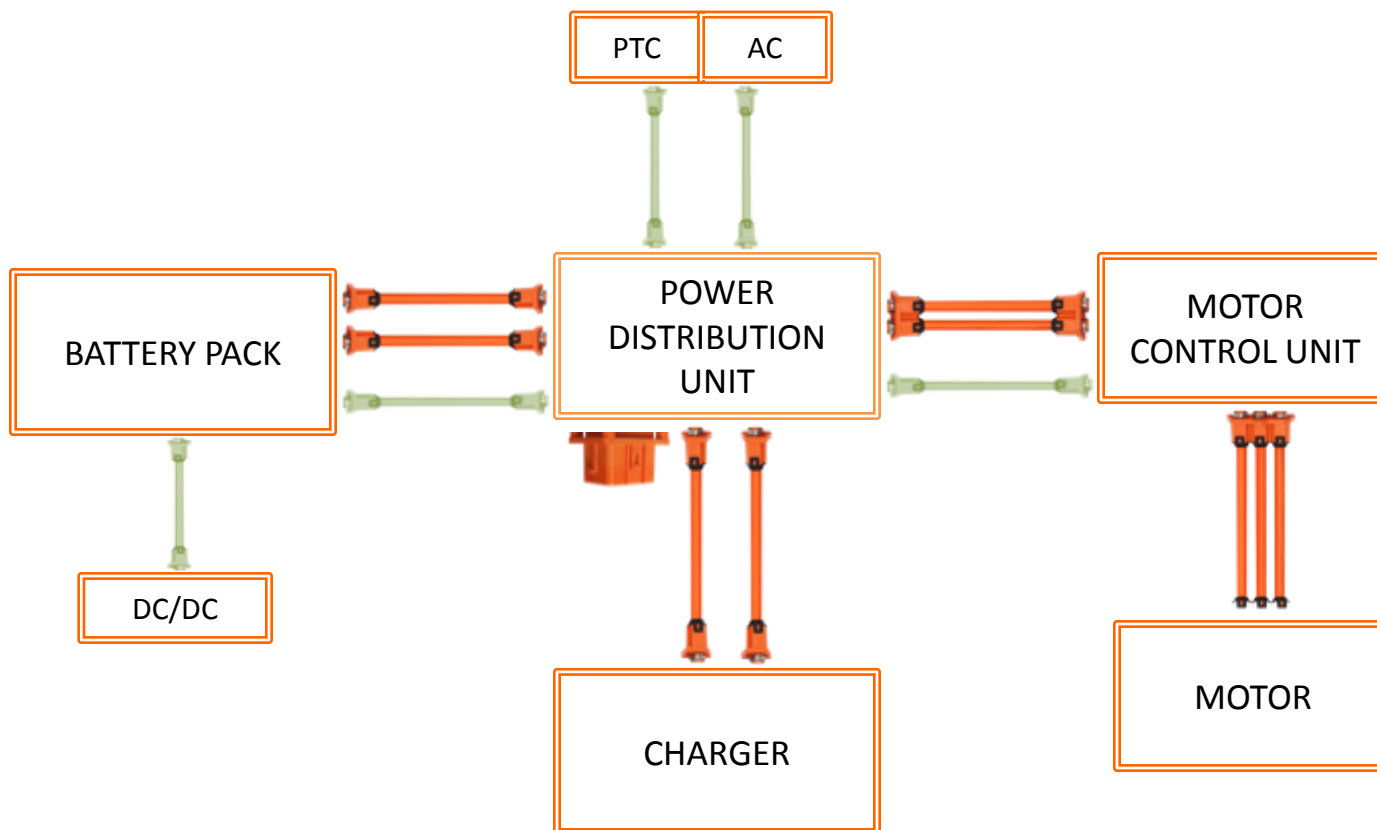 PTC
AC
BATTERY PACK
POWER
DISTRIBUTION
UNIT
MOTOR
CONTROL UNIT
DC/DC
CHARGER
MOTOR